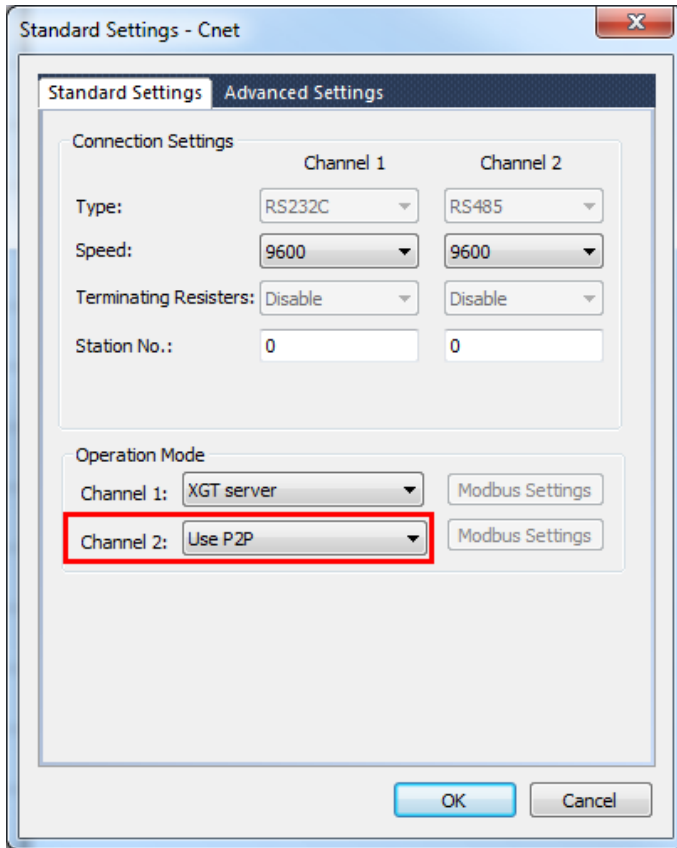 Standard Settings - Cnet
Standard Settings Advanced Settings
Connection Settings
Channel 1 Channel 2
Type: RS232C RS485
Speed: 9600 9600
Terminating Resisters: Disable Disable
Station No.: 0 0
Operation Mode
Channel 1: XGT server Modbus Settings
Channel 2: Use P2P Modbus Settings
OK Cancel